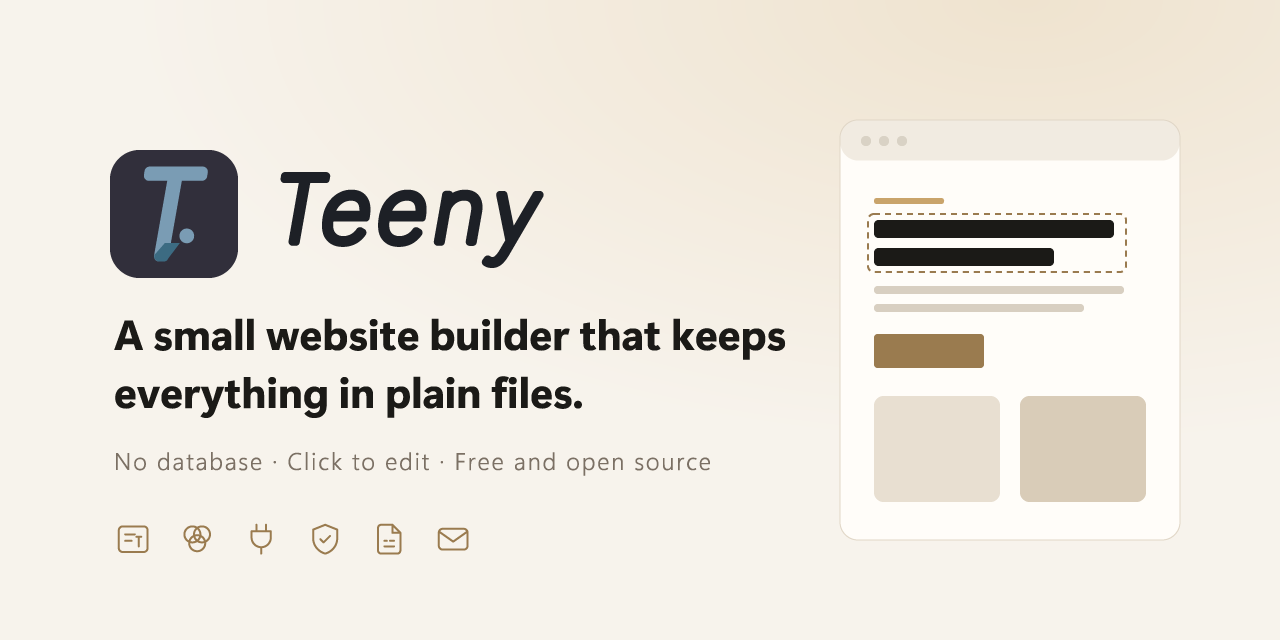 T.
Teeny
A small website builder that keeps
everything in plain files.
No database · Click to edit · Free and open source
T